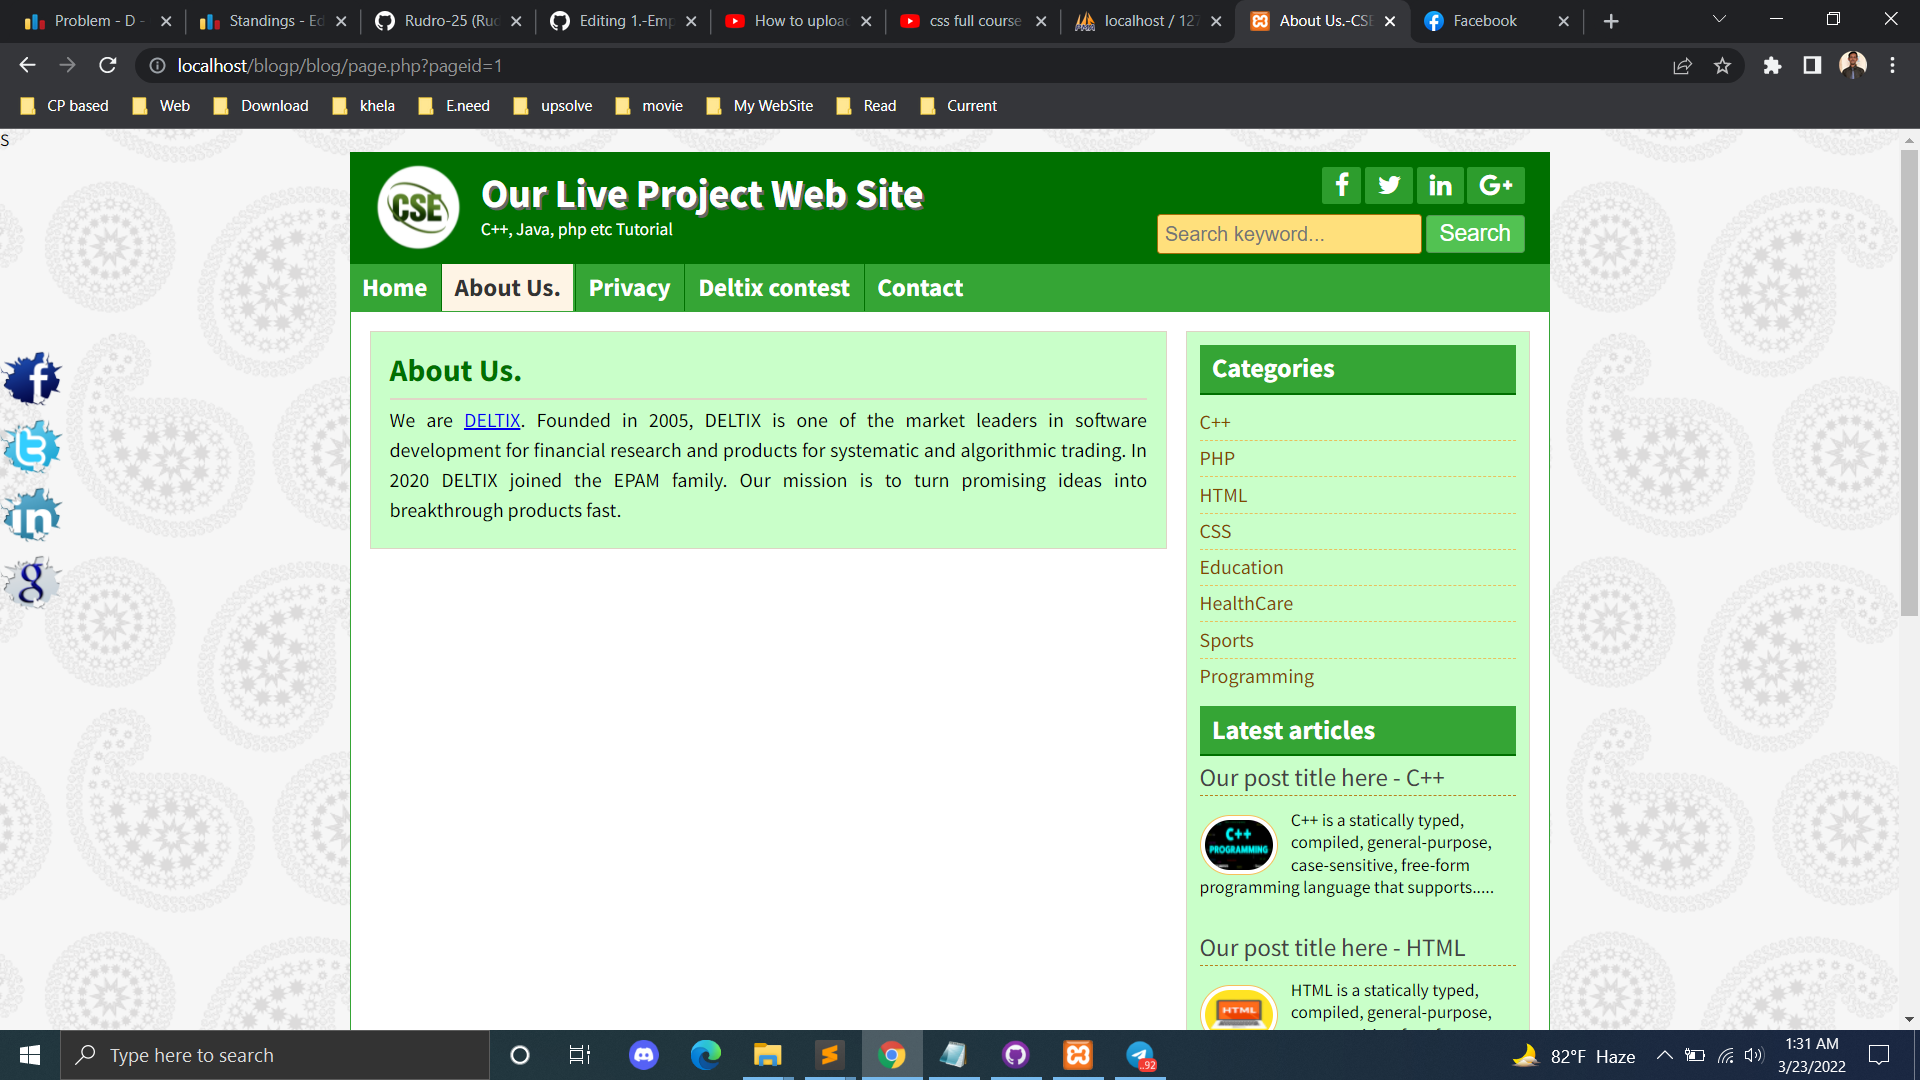 Problem - D -
Standings - Ed
Rudro-25 (Rud
Editing 1.-Emp
How to uploa
css full course
localhost / 127
About Us.-CSE
Facebook
localhost/blogp/blog/page.php?pageid=1
CP based
Web
Download
khela
E.need
upsolve
movie
My WebSite
Read
Current
S
CSE
Our Live Project Web Site
C++, Java, php etc Tutorial
f
in
G+
Search keyword...
Search
Home
About Us.
Privacy
Deltix contest
Contact
About Us.
We are DELTIX. Founded in 2005, DELTIX is one of the market leaders in software
development for financial research and products for systematic and algorithmic trading. In
2020 DELTIX joined the EPAM family. Our mission is to turn promising ideas into
breakthrough products fast.
f
t
in
g
Categories
C++
PHP
HTML
CSS
Education
HealthCare
Sports
Programming
Latest articles
Our post title here - C++
C++
PROGRAMMING
C++ is a statically typed,
compiled, general-purpose,
case-sensitive, free-form
programming language that supports.....
Our post title here - HTML
HTML
HTML is a statically typed,
compiled, general-purpose,
Type here to search
..92
82°F Haze
1:31 AM
3/23/2022